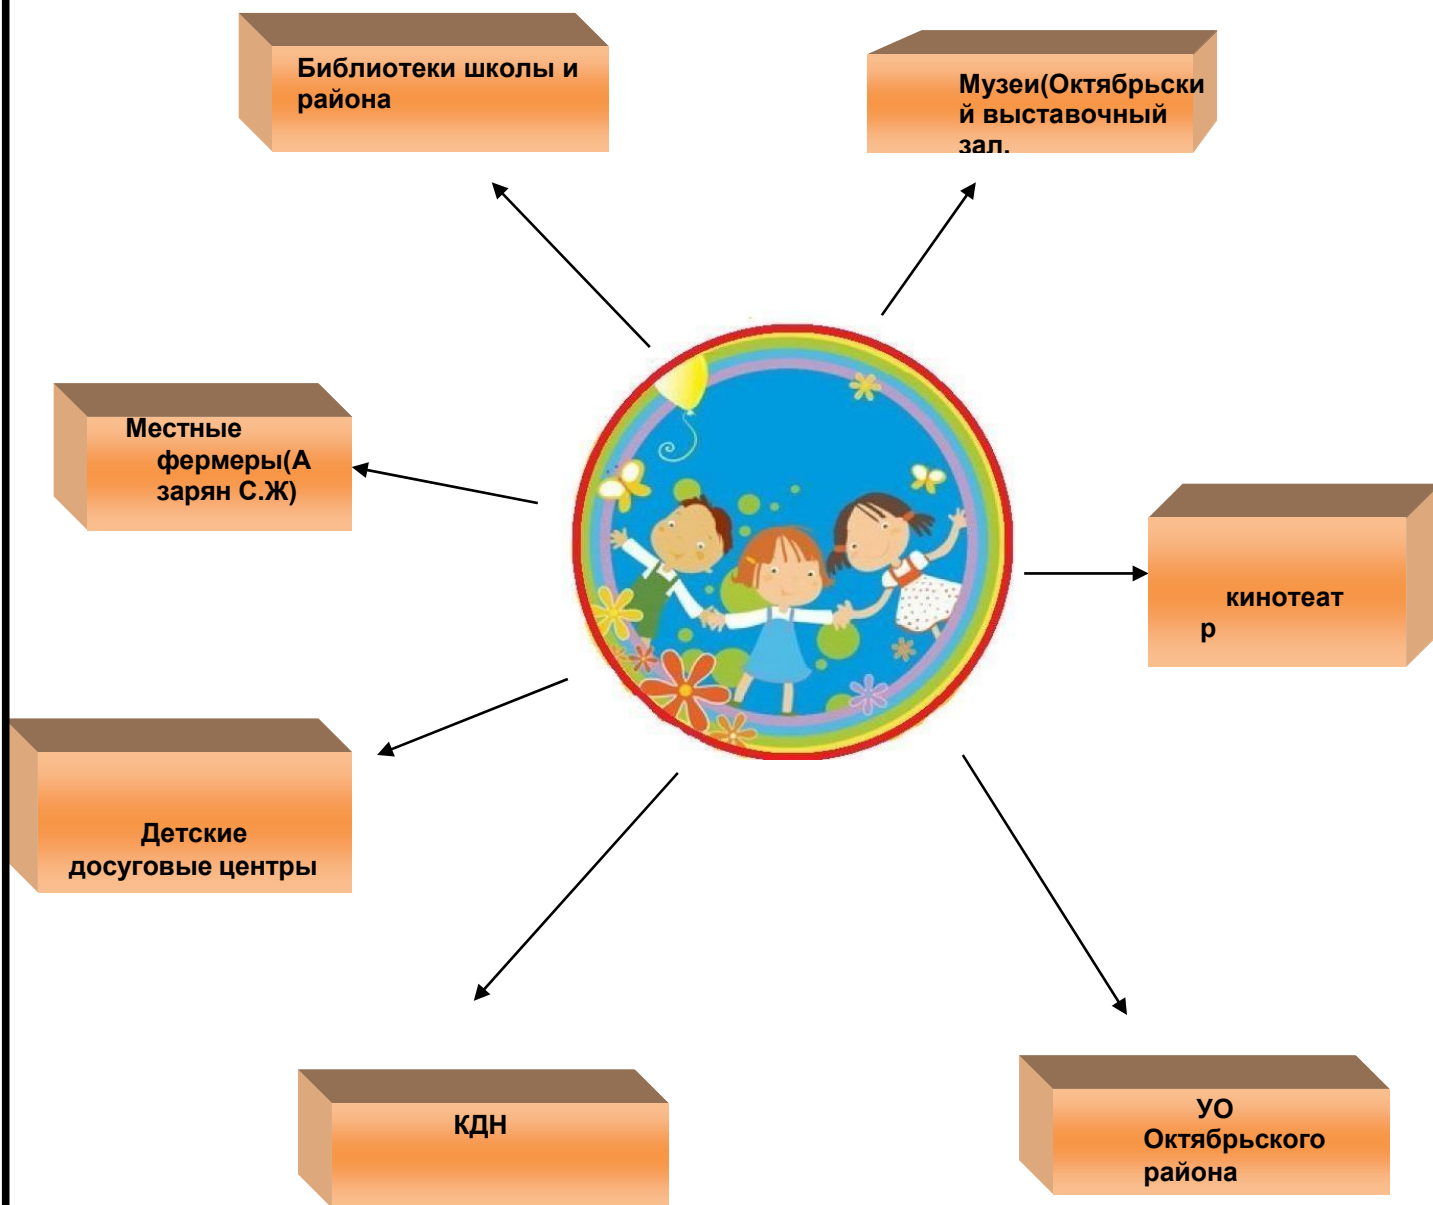 Библиотеки школы и
района
Музеи(Октябрьски
й выставочный
зал.
Местные
фермеры(А
зарян С.Ж)
кинотеат
р
Детские
досуговые центры
КДН
УО
Октябрьского
района